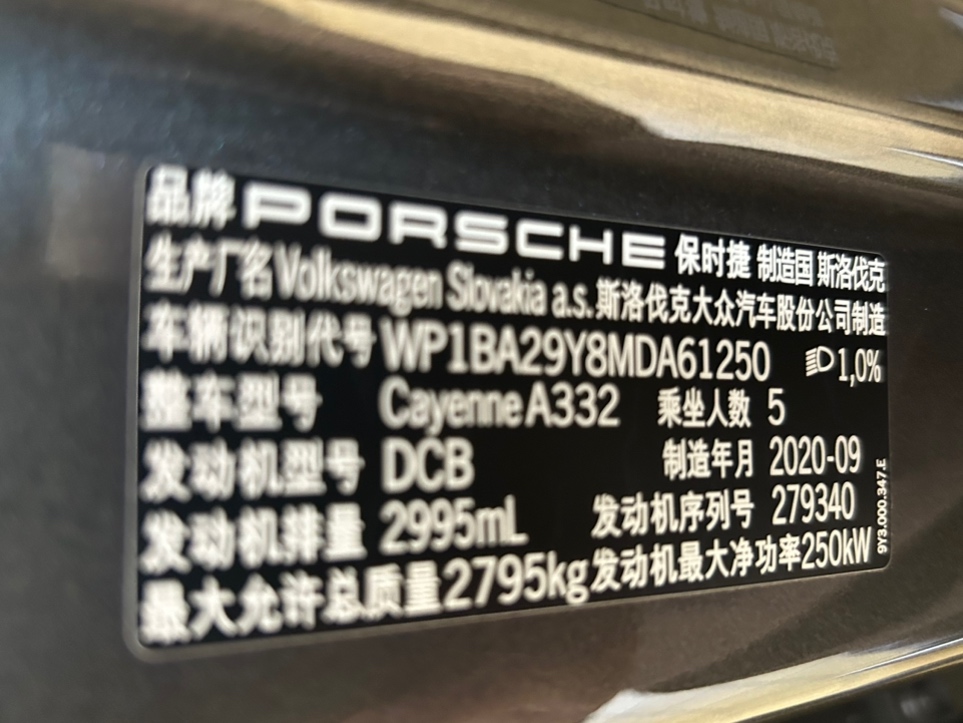 品牌 PORSCHE 保时捷 制造国 斯洛伐克
生产厂名 Volkswagen Slovakia a.s. 斯洛伐克大众汽车股份公司制造
车辆识别代号 WP1BA29Y8MDA61250 1,0%
整车型号 Cayenne A332 乘坐人数 5
发动机型号 DCB 制造年月 2020-09
发动机排量 2995mL 发动机序列号 279340
最大允许总质量 2795kg 发动机最大净功率 250kW
9Y3.000.347.E